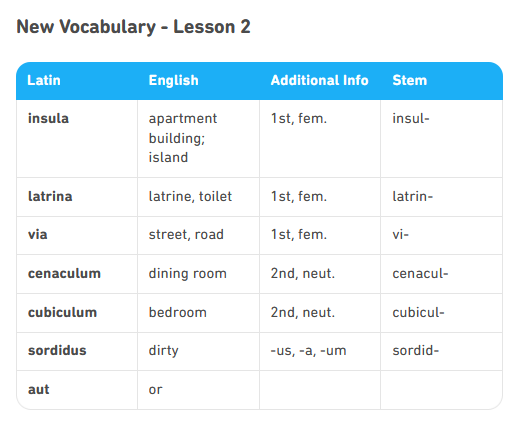 New Vocabulary - Lesson 2
Latin English Additional Info Stem
insula apartment building; island 1st, fem. insul-
latrina latrine, toilet 1st, fem. latrin-
via street, road 1st, fem. vi-
cenaculum dining room 2nd, neut. cenacul-
cubiculum bedroom 2nd, neut. cubicul-
sordidus dirty -us, -a, -um sordid-
aut or